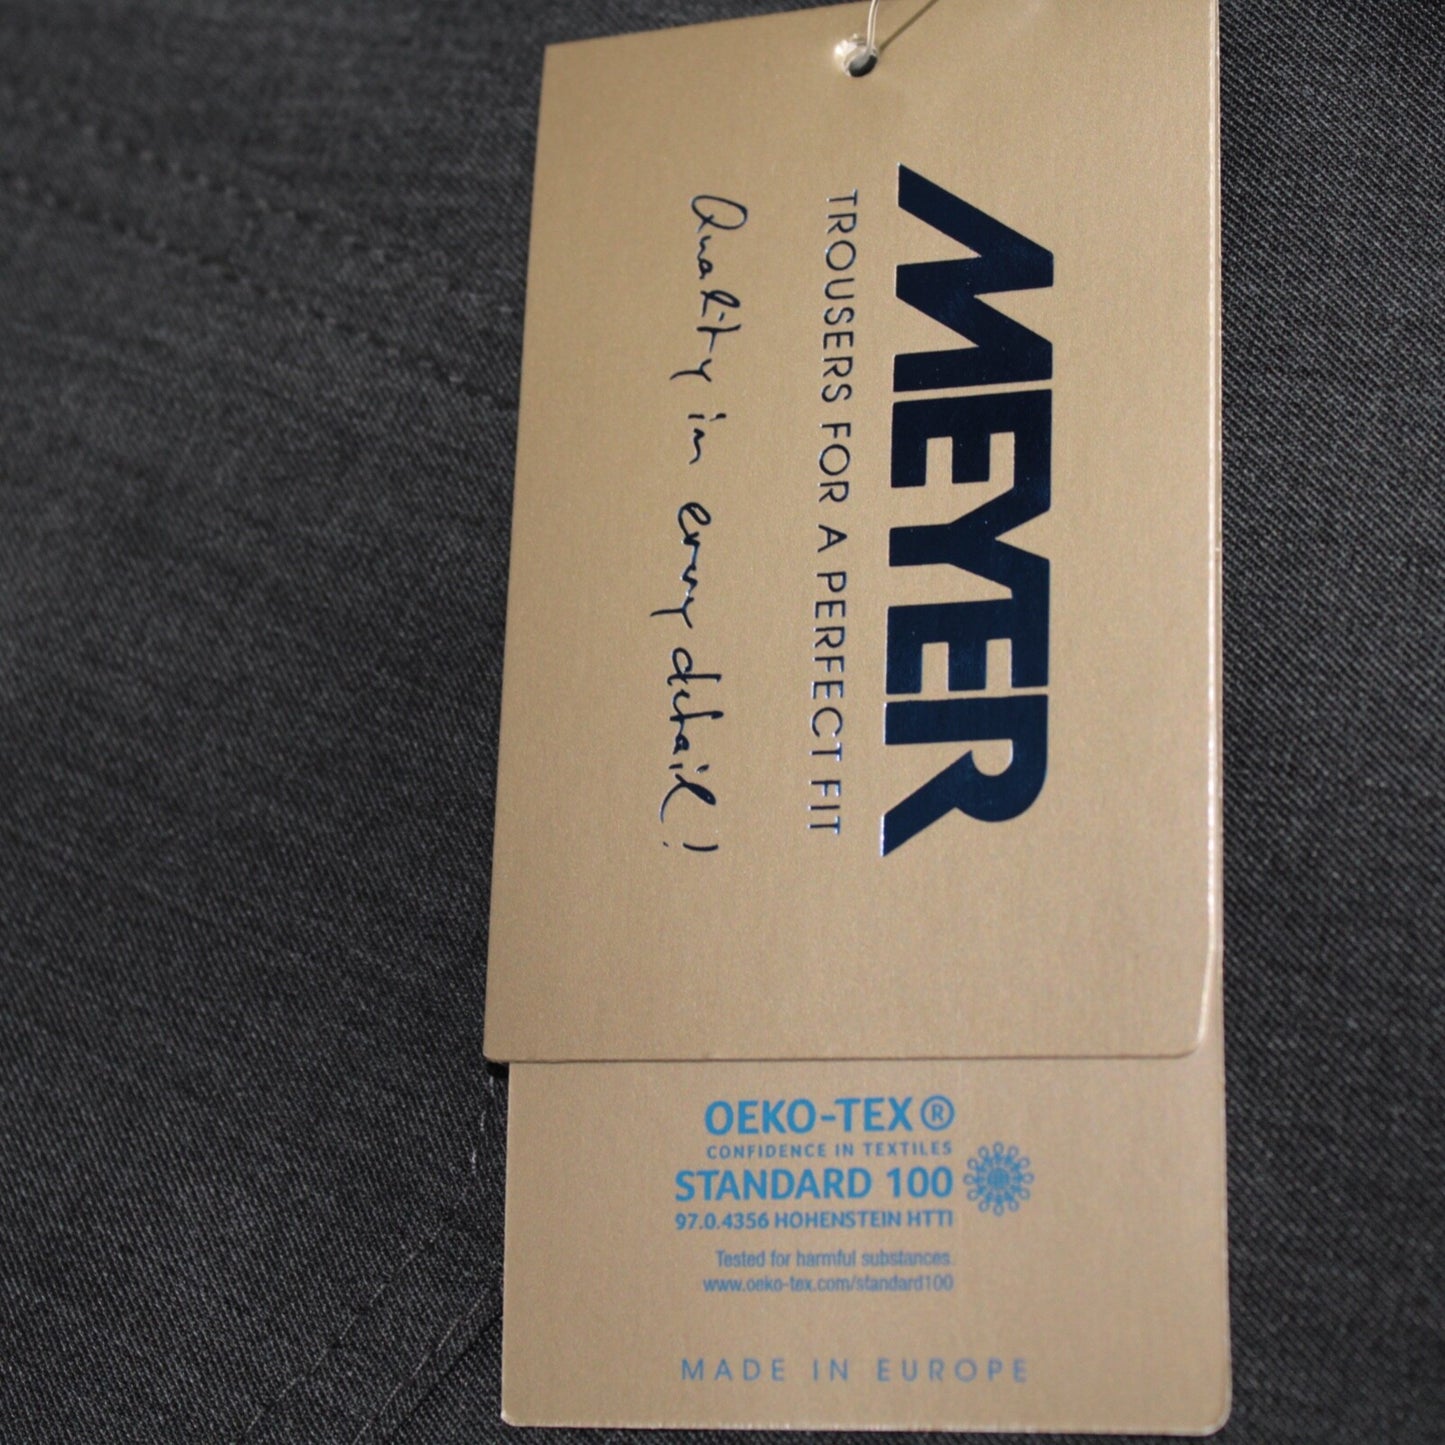 MEYER
TROUSERS FOR A PERFECT FIT
Quality in every detail!
OEKO-TEX®
CONFIDENCE IN TEXTILES
STANDARD 100
97.0.4356 HOHENSTEIN HTTI
Tested for harmful substances.
www.oeko-tex.com/standard100
MADE IN EUROPE